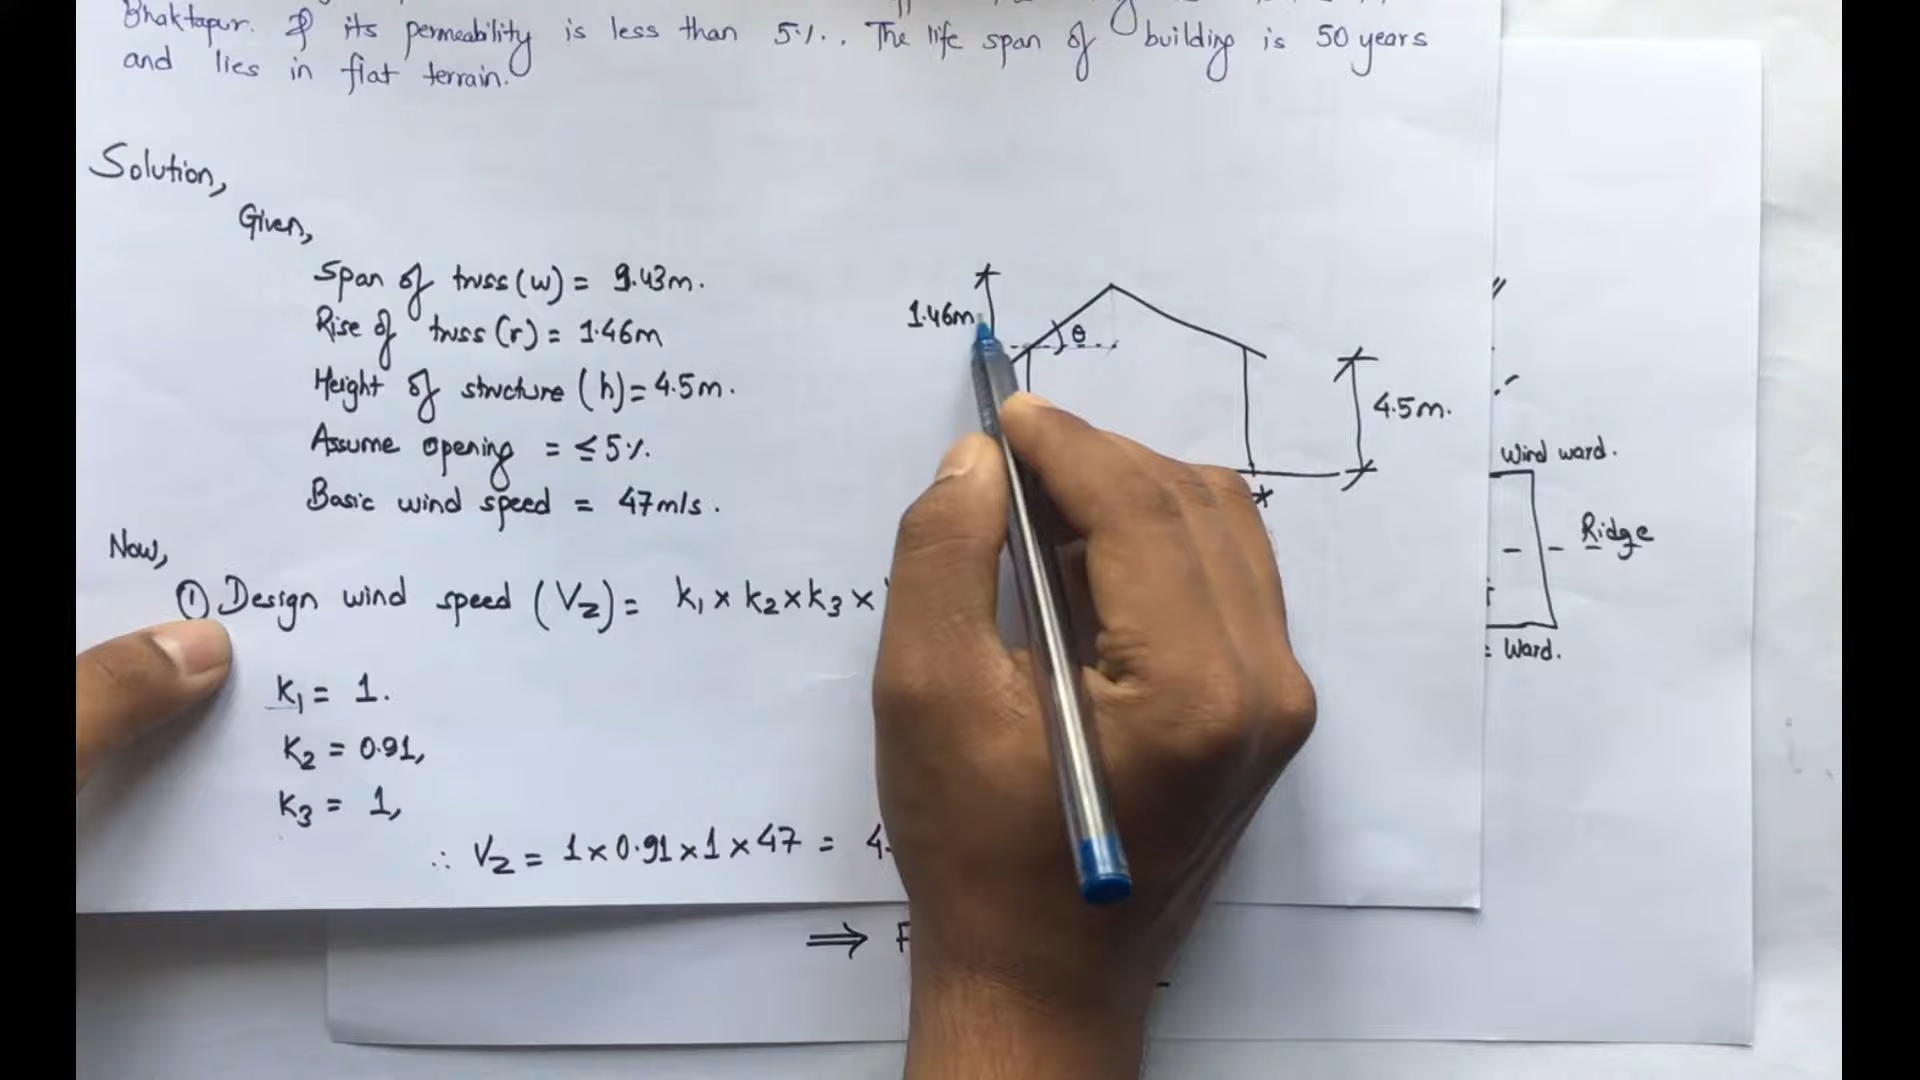 Bhaktapur. its permeability is less than 5%. The life span of building is 50 years
and lies in flat terrain.
Solution,
Given,
Span of truss (w) = 9.43m.
Rise of truss (r) = 1.46m
Height of structure (h) = 4.5m.
Assume opening = ≤5%.
Basic wind speed = 47m/s.
1.46m
θ
4.5m.
Now,
① Design wind speed (Vz) = K1 x K2 x K3 x
K1 = 1.
K2 = 0.91,
K3 = 1,
∴ Vz = 1 x 0.91 x 1 x 47 = 4
Wind ward.
Ridge
Ward.
⇒ F